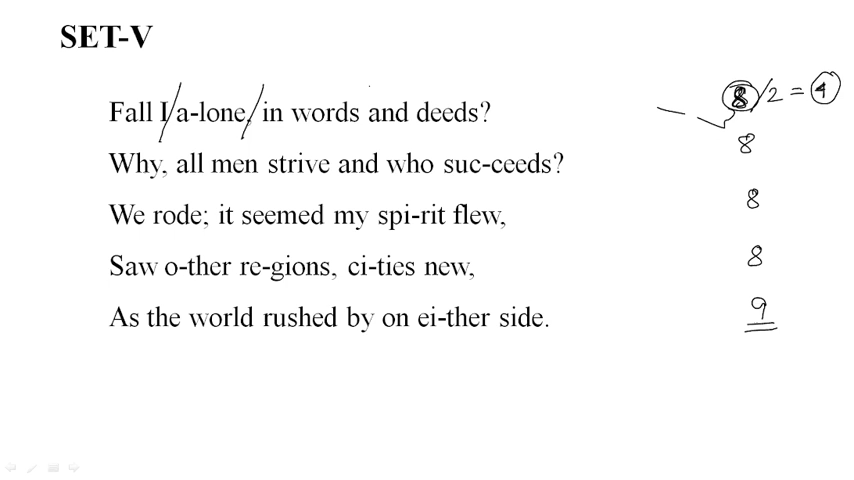 SET-V
Fall I/a-lone,/in words and deeds? 8/2 = 4
Why, all men strive and who suc-ceeds? 8
We rode; it seemed my spi-rit flew, 8
Saw o-ther re-gions, ci-ties new, 8
As the world rushed by on ei-ther side. 9